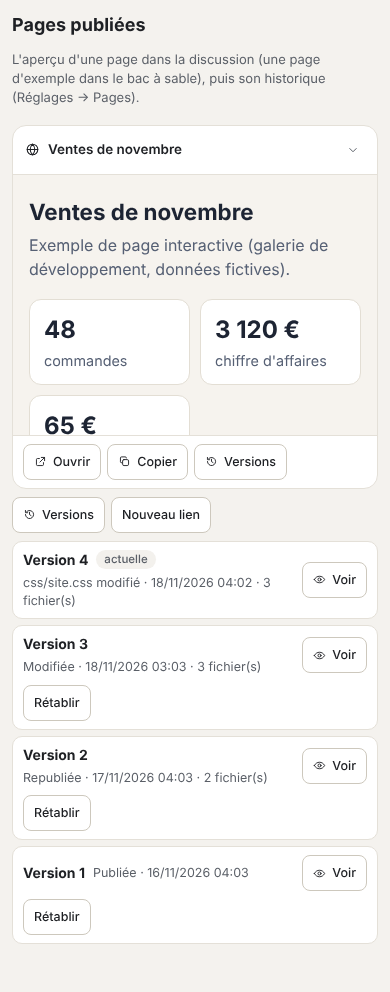 Pages publiées
L'aperçu d'une page dans la discussion (une page
d'exemple dans le bac à sable), puis son historique
(Réglages → Pages).
Ventes de novembre
Ventes de novembre
Exemple de page interactive (galerie de
développement, données fictives).
48
commandes
3 120 €
chiffre d'affaires
65 €
Ouvrir
Copier
Versions
Versions
Nouveau lien
Version 4 actuelle
css/site.css modifié · 18/11/2026 04:02 · 3
fichier(s)
Voir
Version 3
Modifiée · 18/11/2026 03:03 · 3 fichier(s)
Voir
Rétablir
Version 2
Republiée · 17/11/2026 04:03 · 2 fichier(s)
Voir
Rétablir
Version 1 Publiée · 16/11/2026 04:03
Voir
Rétablir